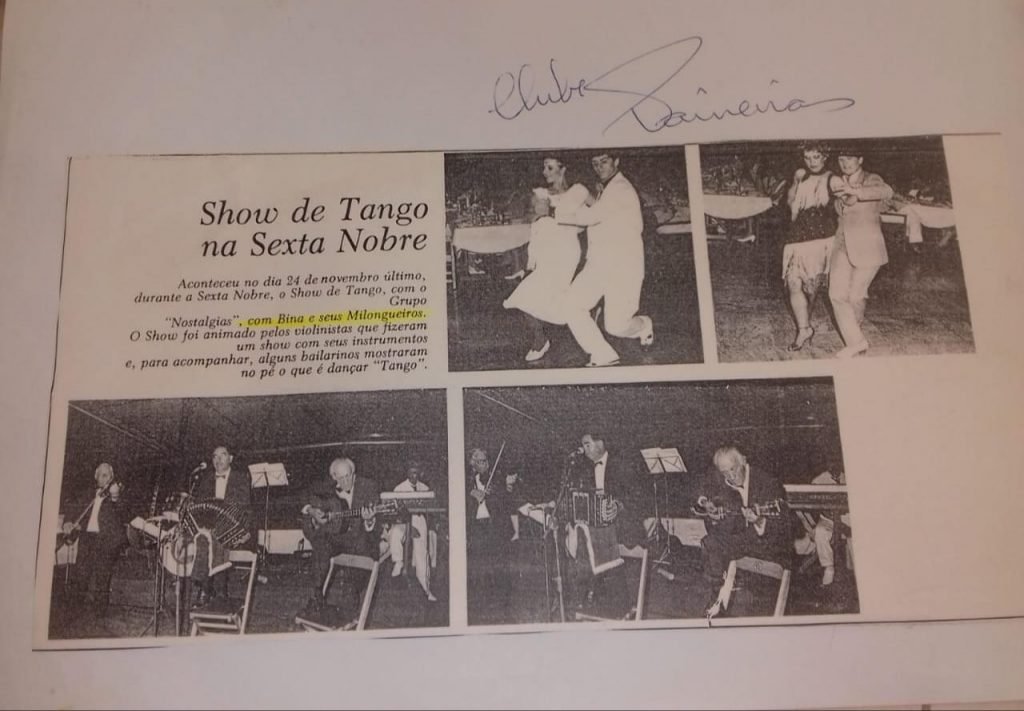 Clube Paineiras
Show de Tango
na Sexta Nobre
Aconteceu no dia 24 de novembro último,
durante a Sexta Nobre, o Show de Tango, com o
Grupo
"Nostalgias", com Bina e seus Milongueiros.
O Show foi animado pelos violinistas que fizeram
um show com seus instrumentos
e, para acompanhar, alguns bailarinos mostraram
no pé o que é dançar "Tango".